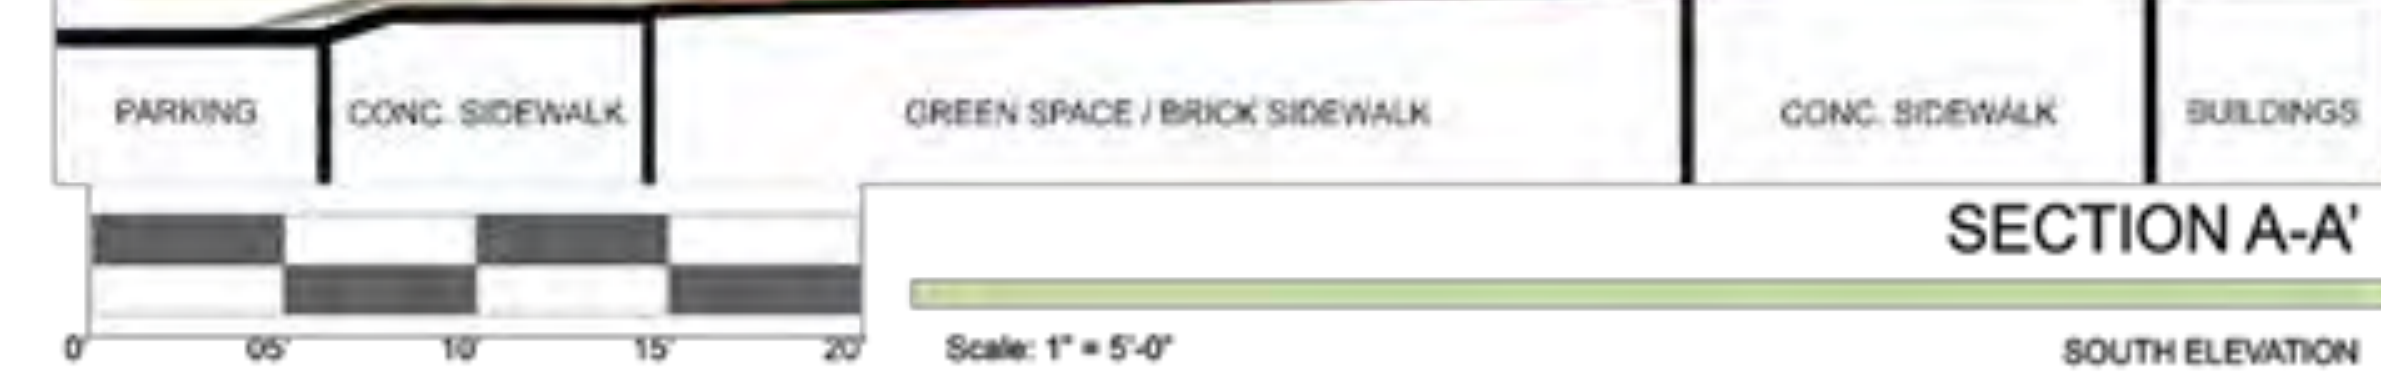 PARKING CONC. SIDEWALK GREEN SPACE / BRICK SIDEWALK CONC. SIDEWALK BUILDINGS
SECTION A-A'
0' 05' 10' 15' 20' Scale: 1" = 5'-0" SOUTH ELEVATION